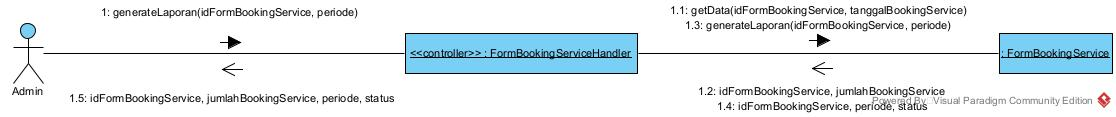 1: generateLaporan(idFormBookingService, periode)
1.1: getData(idFormBookingService, tanggalBookingService)
1.3: generateLaporan(idFormBookingService, periode)
<<controller>> : FormBookingServiceHandler
: FormBookingService
Admin
1.5: idFormBookingService, jumlahBookingService, periode, status
1.2: idFormBookingService, jumlahBookingService
1.4: idFormBookingService, periode, status
Powered By: Visual Paradigm Community Edition